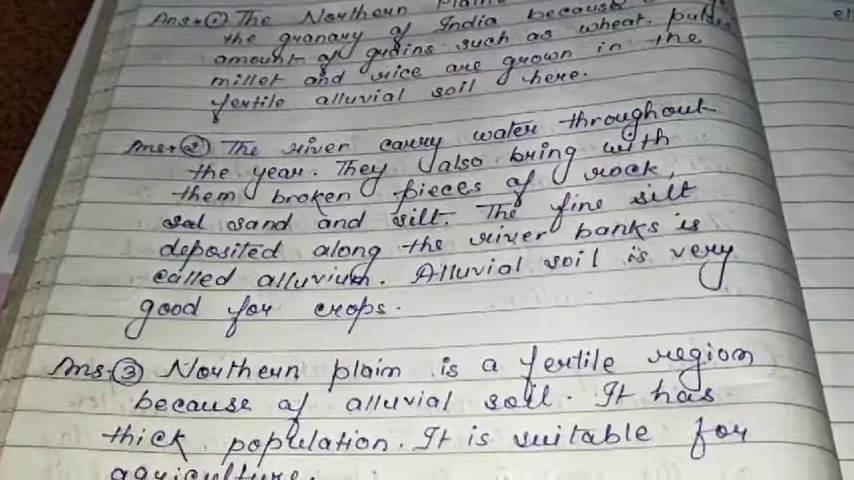 Ans-① The Northern Plain
the granary of India because
amount of grains such as wheat, pulses,
millet and rice are grown in the
fertile alluvial soil here.
Ans-② The river carry water throughout
the year. They also bring with
them broken pieces of rock,
sand and silt. The fine silt
deposited along the river banks is
called alluvium. Alluvial soil is very
good for crops.
Ans-③ Northern plain is a fertile region
because of alluvial soil. It has
thick population. It is suitable for
agriculture.